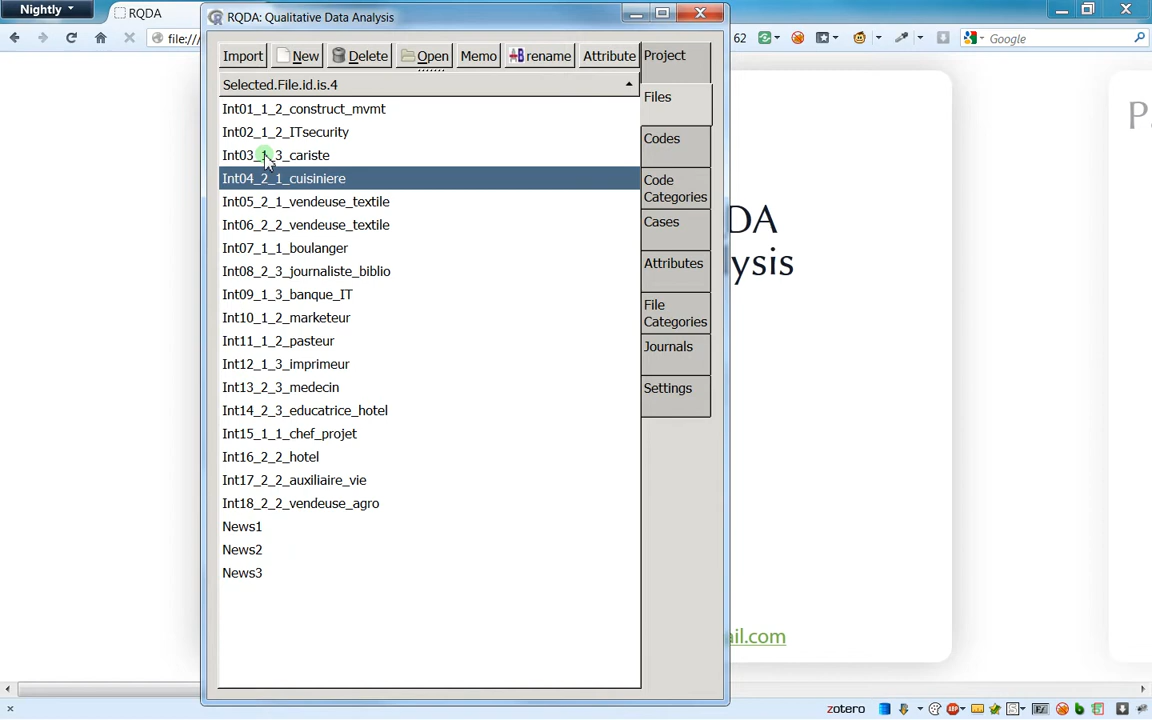 Nightly
RQDA
RQDA: Qualitative Data Analysis
file:///
62
Google
Import
New
Delete
Open
Memo
rename
Attribute
Project
Selected.File.id.is.4
Files
Int01_1_2_construct_mvmt
Int02_1_2_ITsecurity
Codes
Int03_1_3_cariste
Int04_2_1_cuisiniere
Code
Categories
Int05_2_1_vendeuse_textile
Int06_2_2_vendeuse_textile
Cases
Int07_1_1_boulanger
Int08_2_3_journaliste_biblio
Attributes
Int09_1_3_banque_IT
Int10_1_2_marketeur
File
Categories
Int11_1_2_pasteur
Journals
Int12_1_3_imprimeur
Int13_2_3_medecin
Settings
Int14_2_3_educatrice_hotel
Int15_1_1_chef_projet
Int16_2_2_hotel
Int17_2_2_auxiliaire_vie
Int18_2_2_vendeuse_agro
News1
News2
News3
DA
ysis
P
ail.com
zotero